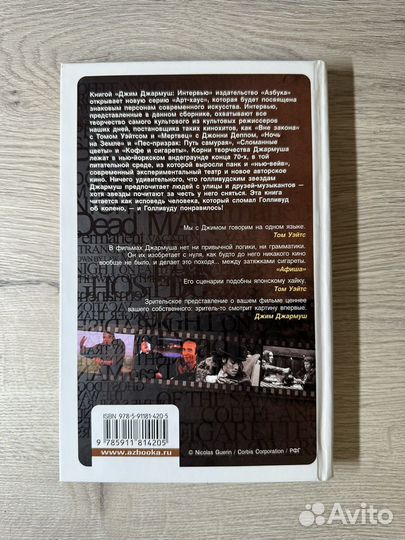 Книгой «Джим Джармуш: Интервью» издательство «Азбука»
открывает новую серию «Арт-хаус», которая будет посвящена
знаковым персонам современного искусства. Интервью,
представленные в данном сборнике, охватывают все
творчество самого культового из культовых режиссеров
наших дней, постановщика таких кинохитов, как «Вне закона»
с Томом Уэйтсом и «Мертвец» с Джонни Деппом, «Ночь
на Земле» и «Пес-призрак: Путь самурая», «Сломанные
цветы» и «Кофе и сигареты». Корни творчества Джармуша
лежат в нью-йоркском андеграунде конца 70-х, в той
питательной среде, из которой вышли панк и «нью-вейв»,
современный экспериментальный театр и новое авторское
кино. Ничего удивительного, что голливудским звездам
Джармуш предпочитает людей с улицы и друзей-музыкантов —
хотя звезды почитают за честь у него сняться. Эта книга
читается как исповедь человека, который сломал Голливуд
об колено, — и Голливуду понравилось!
Dead MA
Мы с Джимом говорим на одном языке.
Том Уэйтс
В фильмах Джармуша нет ни привычной логики, ни грамматики.
Он их изобретает с нуля, как будто до него никакого кино
вообще не было, и делает это походя... между затяжками сигареты.
«Афиша»
Его сценарии подобны японскому хайку.
Том Уэйтс
Зрительское представление о вашем фильме ценнее
вашего собственного: зритель-то смотрит картину впервые.
Джим Джармуш
ISBN 978-5-91181-420-5
9 785911 814205
www.azbooka.ru
© Nicolas Guerin / Corbis Corporation / РФГ
Avito